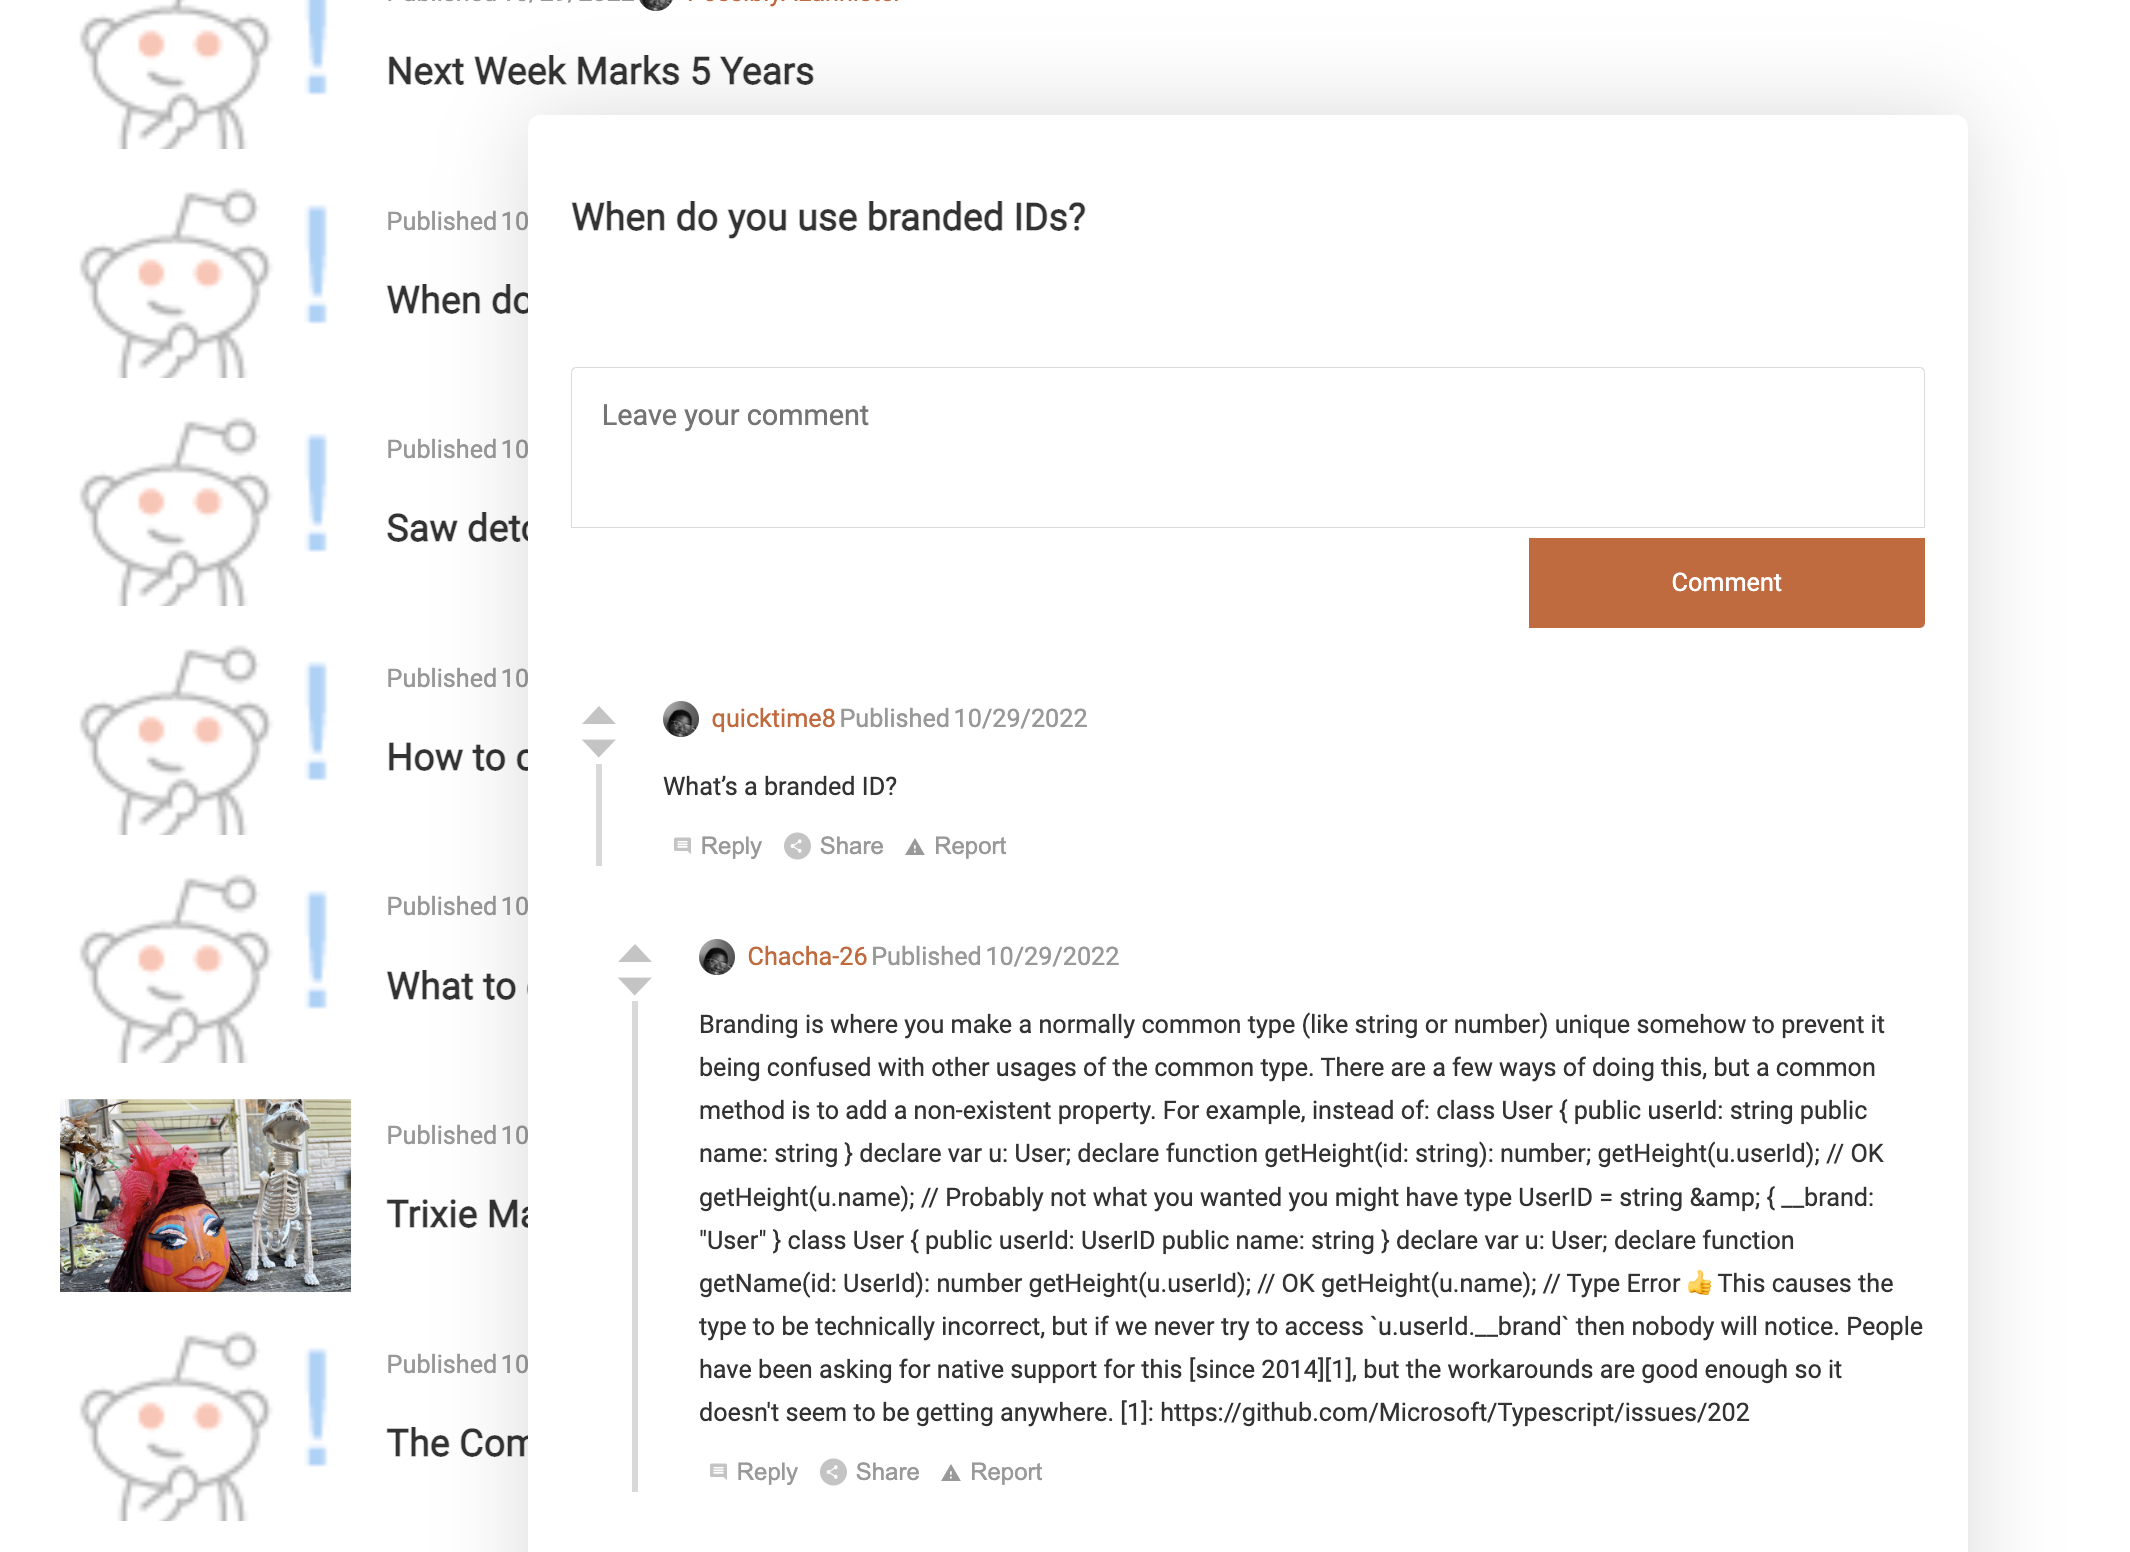 Next Week Marks 5 Years
Published 10
When do
Published 10
Saw
Published 10
How to
Published 10
What to
Published 10
Trixie
Published 10
The
When do you use branded IDs?
Leave your comment
Comment
quicktime8 Published 10/29/2022
What’s a branded ID?
Reply Share Report
Chacha-26 Published 10/29/2022
Branding is where you make a normally common type (like string or number) unique somehow to prevent it
being confused with other usages of the common type. There are a few ways of doing this, but a common
method is to add a non-existent property. For example, instead of: class User { public userId: string public
name: string } declare var u: User; declare function getHeight(id: string): number; getHeight(u.userId); // OK
getHeight(u.name); // Probably not what you wanted you might have type UserID = string &amp; { __brand:
"User" } class User { public userId: UserID public name: string } declare var u: User; declare function
getName(id: UserId): number getHeight(u.userId); // OK getHeight(u.name); // Type Error 👍 This causes the
type to be technically incorrect, but if we never try to access `u.userId.__brand` then nobody will notice. People
have been asking for native support for this [since 2014][1], but the workarounds are good enough so it
doesn't seem to be getting anywhere. [1]: https://github.com/Microsoft/Typescript/issues/202
Reply Share Report